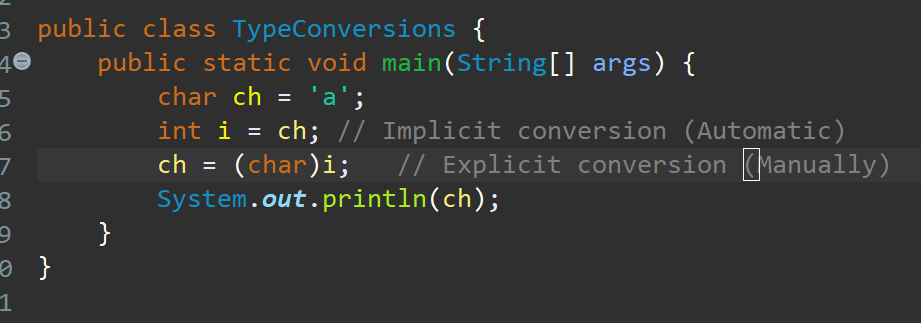 3 public class TypeConversions {
4 public static void main(String[] args) {
5 char ch = 'a';
6 int i = ch; // Implicit conversion (Automatic)
7 ch = (char)i;   // Explicit conversion (Manually)
8 System.out.println(ch);
9 }
0 }
1